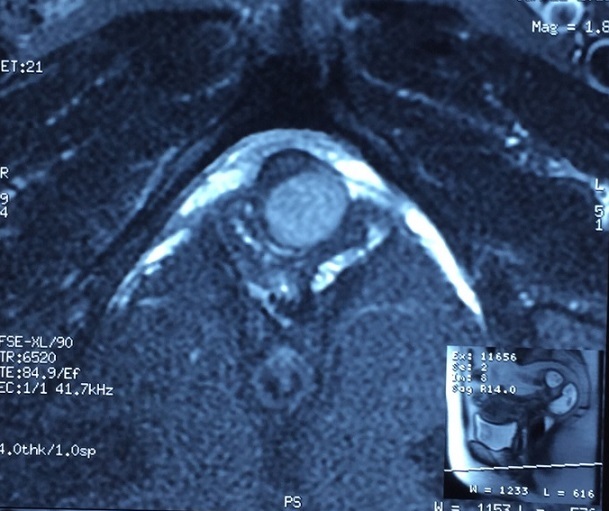 Mag = 1.8
ET:21
R
L
9
4
5
1
FSE-XL/90
TR:6520
TE:84.9/Ef
EC:1/1 41.7kHz
4.0thk/1.0sp
PS
Ex: 11656
Se: 2
Im: 8
Sag R14.0
W = 1233 L = 616
W = 1153